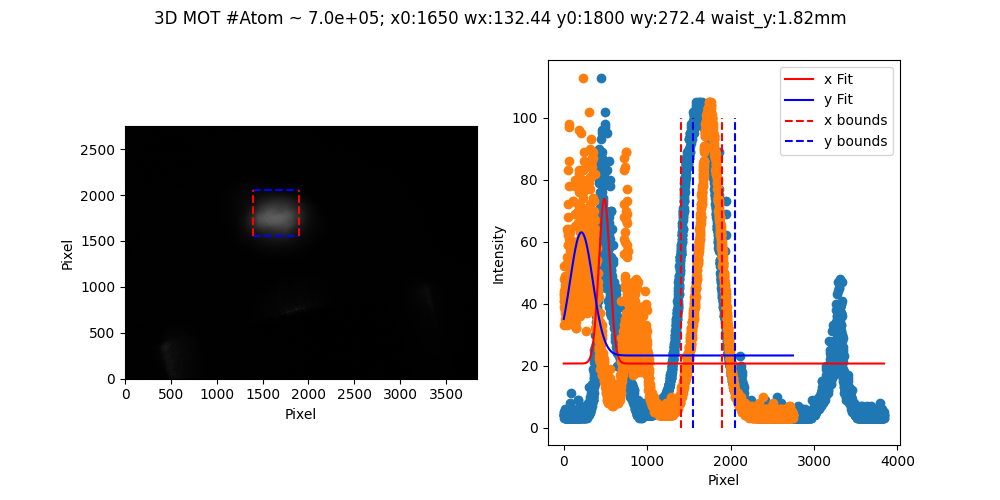 3D MOT #Atom ~ 7.0e+05; x0:1650 wx:132.44 y0:1800 wy:272.4 waist_y:1.82mm
2500
2000
1500
1000
500
0
Pixel
0 500 1000 1500 2000 2500 3000 3500
Pixel
100
80
60
40
20
0
Intensity
0 1000 2000 3000 4000
Pixel
x Fit
y Fit
x bounds
y bounds